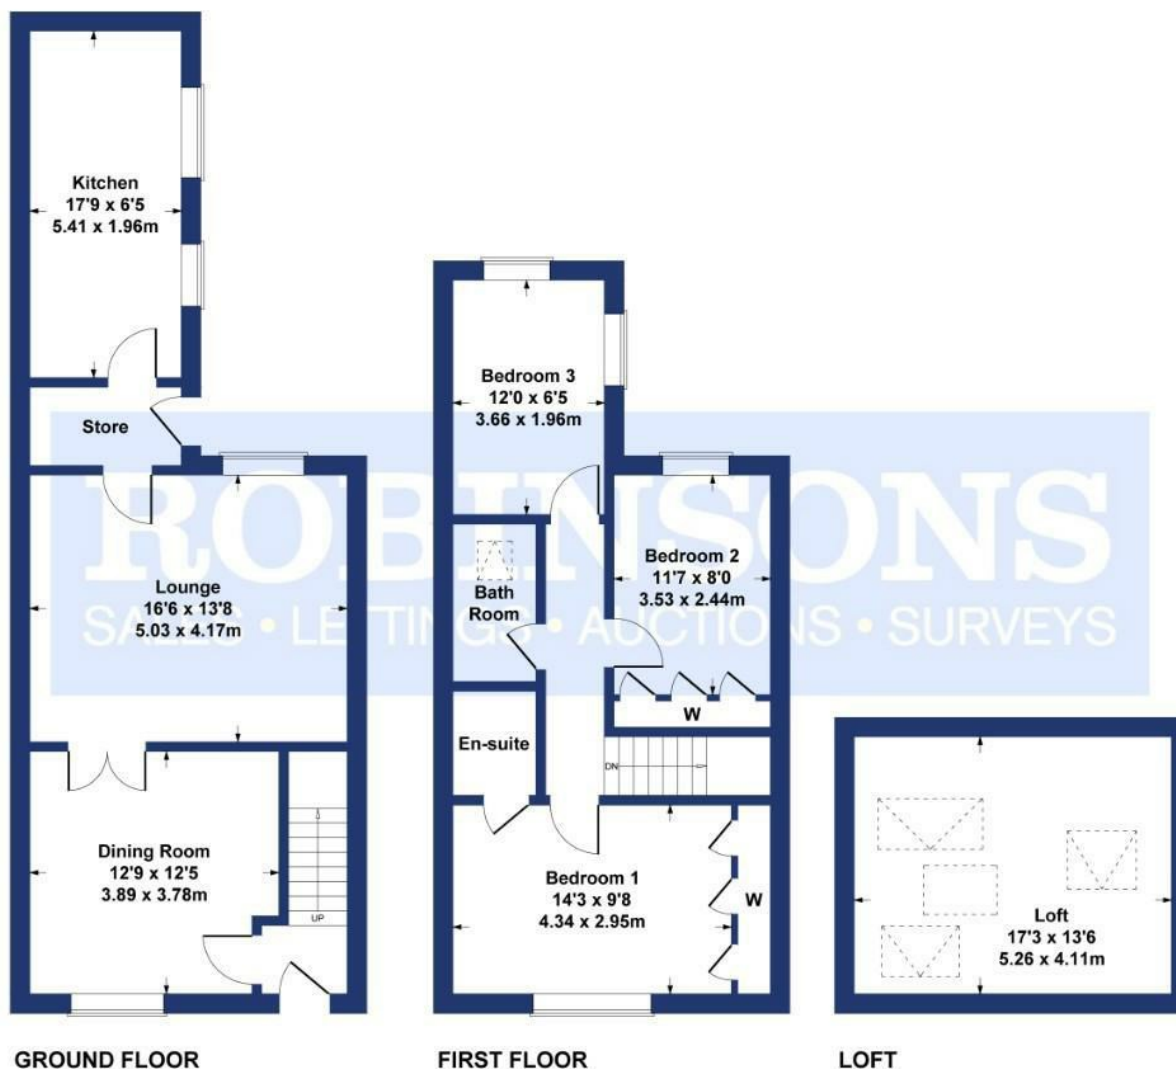 Kitchen
17'9 x 6'5
5.41 x 1.96m
Store
Lounge
16'6 x 13'8
5.03 x 4.17m
Dining Room
12'9 x 12'5
3.89 x 3.78m
UP
GROUND FLOOR
Bedroom 3
12'0 x 6'5
3.66 x 1.96m
Bath
Room
Bedroom 2
11'7 x 8'0
3.53 x 2.44m
W
En-suite
DN
Bedroom 1
14'3 x 9'8
4.34 x 2.95m
W
FIRST FLOOR
Loft
17'3 x 13'6
5.26 x 4.11m
LOFT
ROBINSONS
SALES • LETTINGS • AUCTIONS • SURVEYS